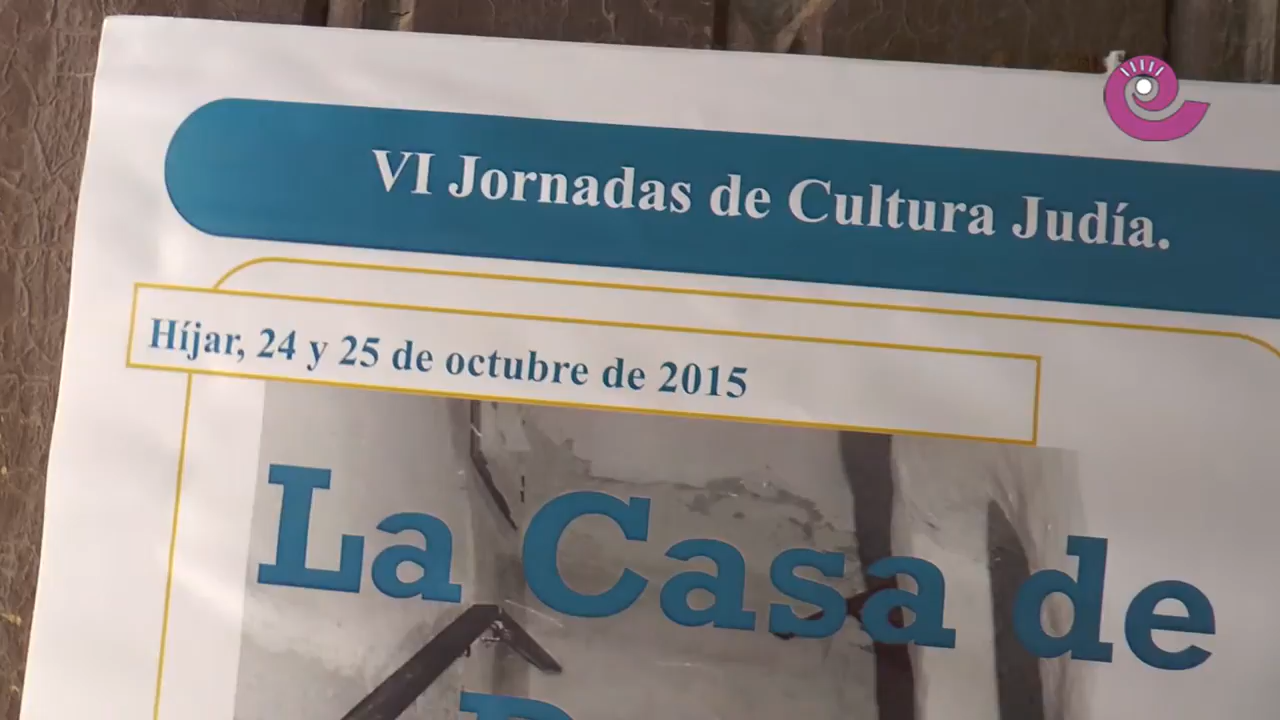 VI Jornadas de Cultura Judía.
Híjar, 24 y 25 de octubre de 2015
La Casa de